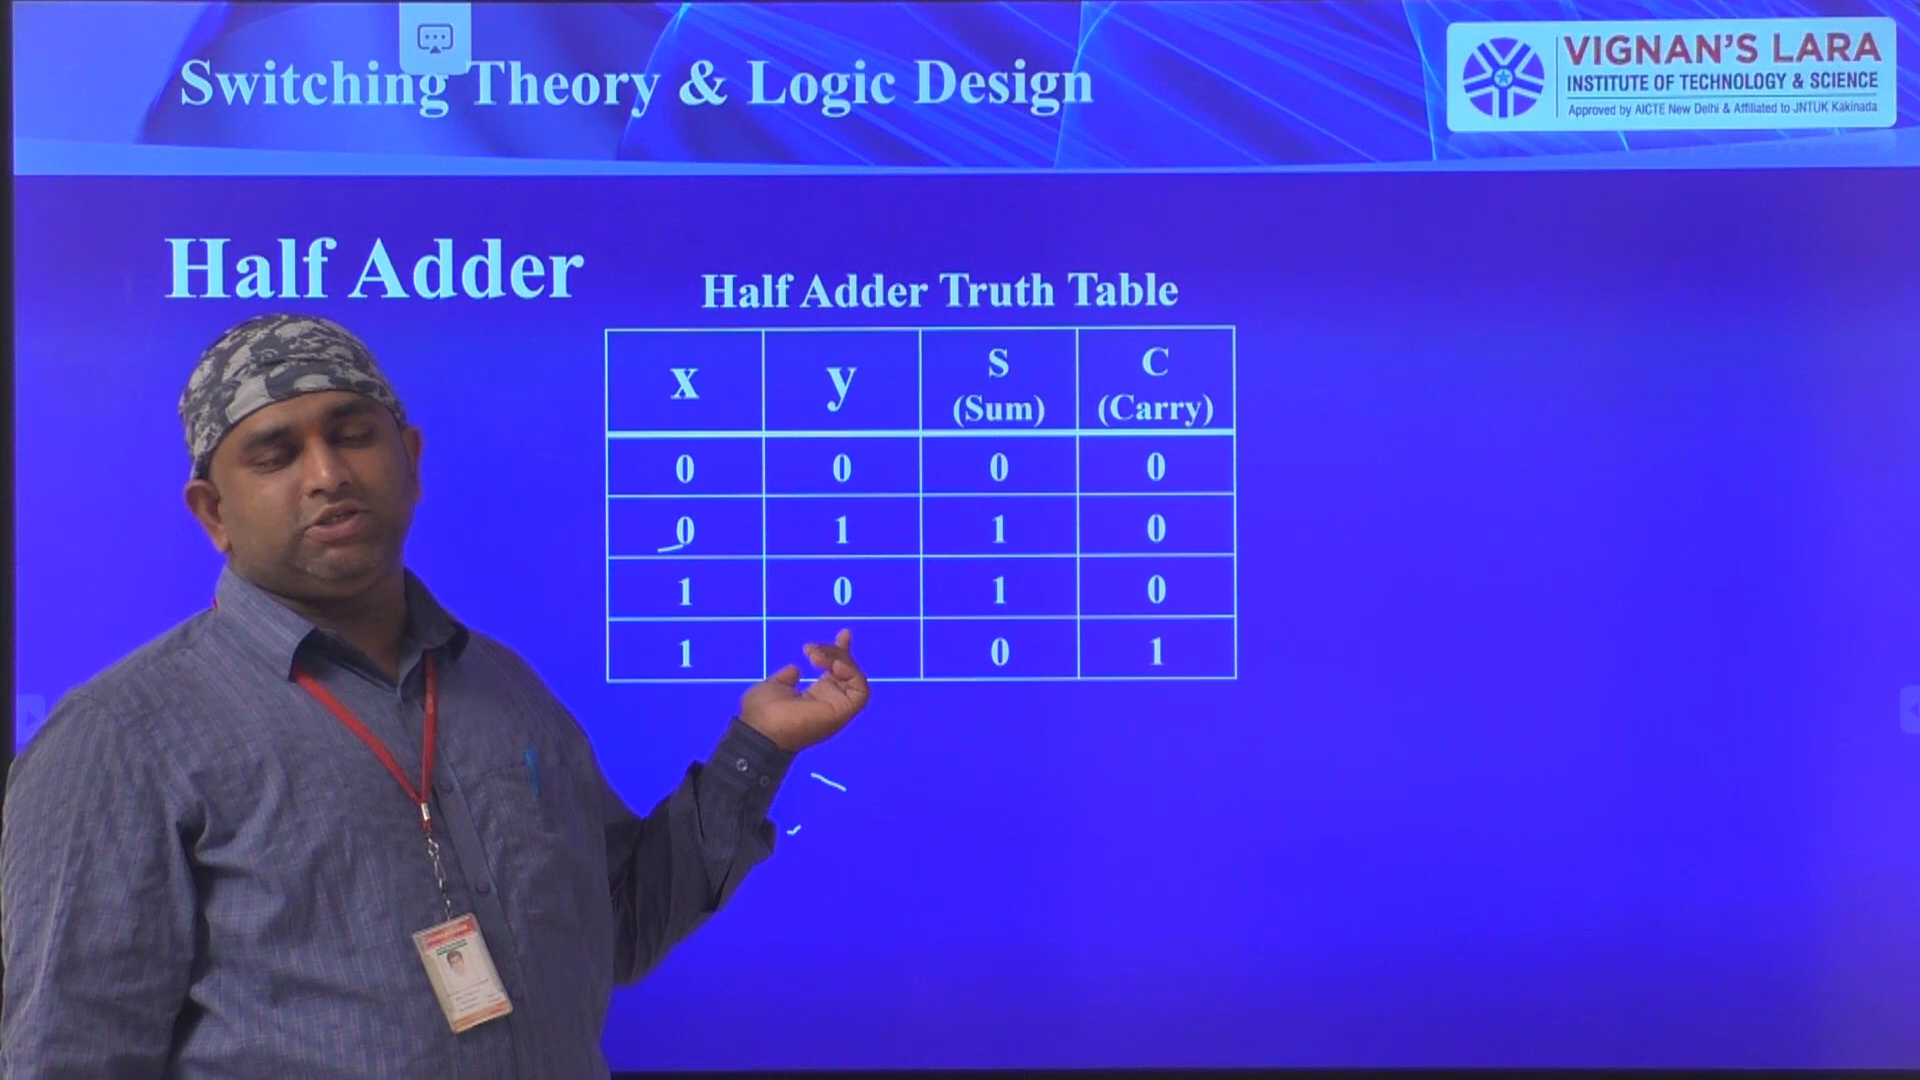 Switching Theory & Logic Design
VIGNAN'S LARA
INSTITUTE OF TECHNOLOGY & SCIENCE
Approved by AICTE New Delhi & Affiliated to JNTUK Kakinada
Half Adder
Half Adder Truth Table
x y S (Sum) C (Carry)
0 0 0 0
0 1 1 0
1 0 1 0
1 0 1